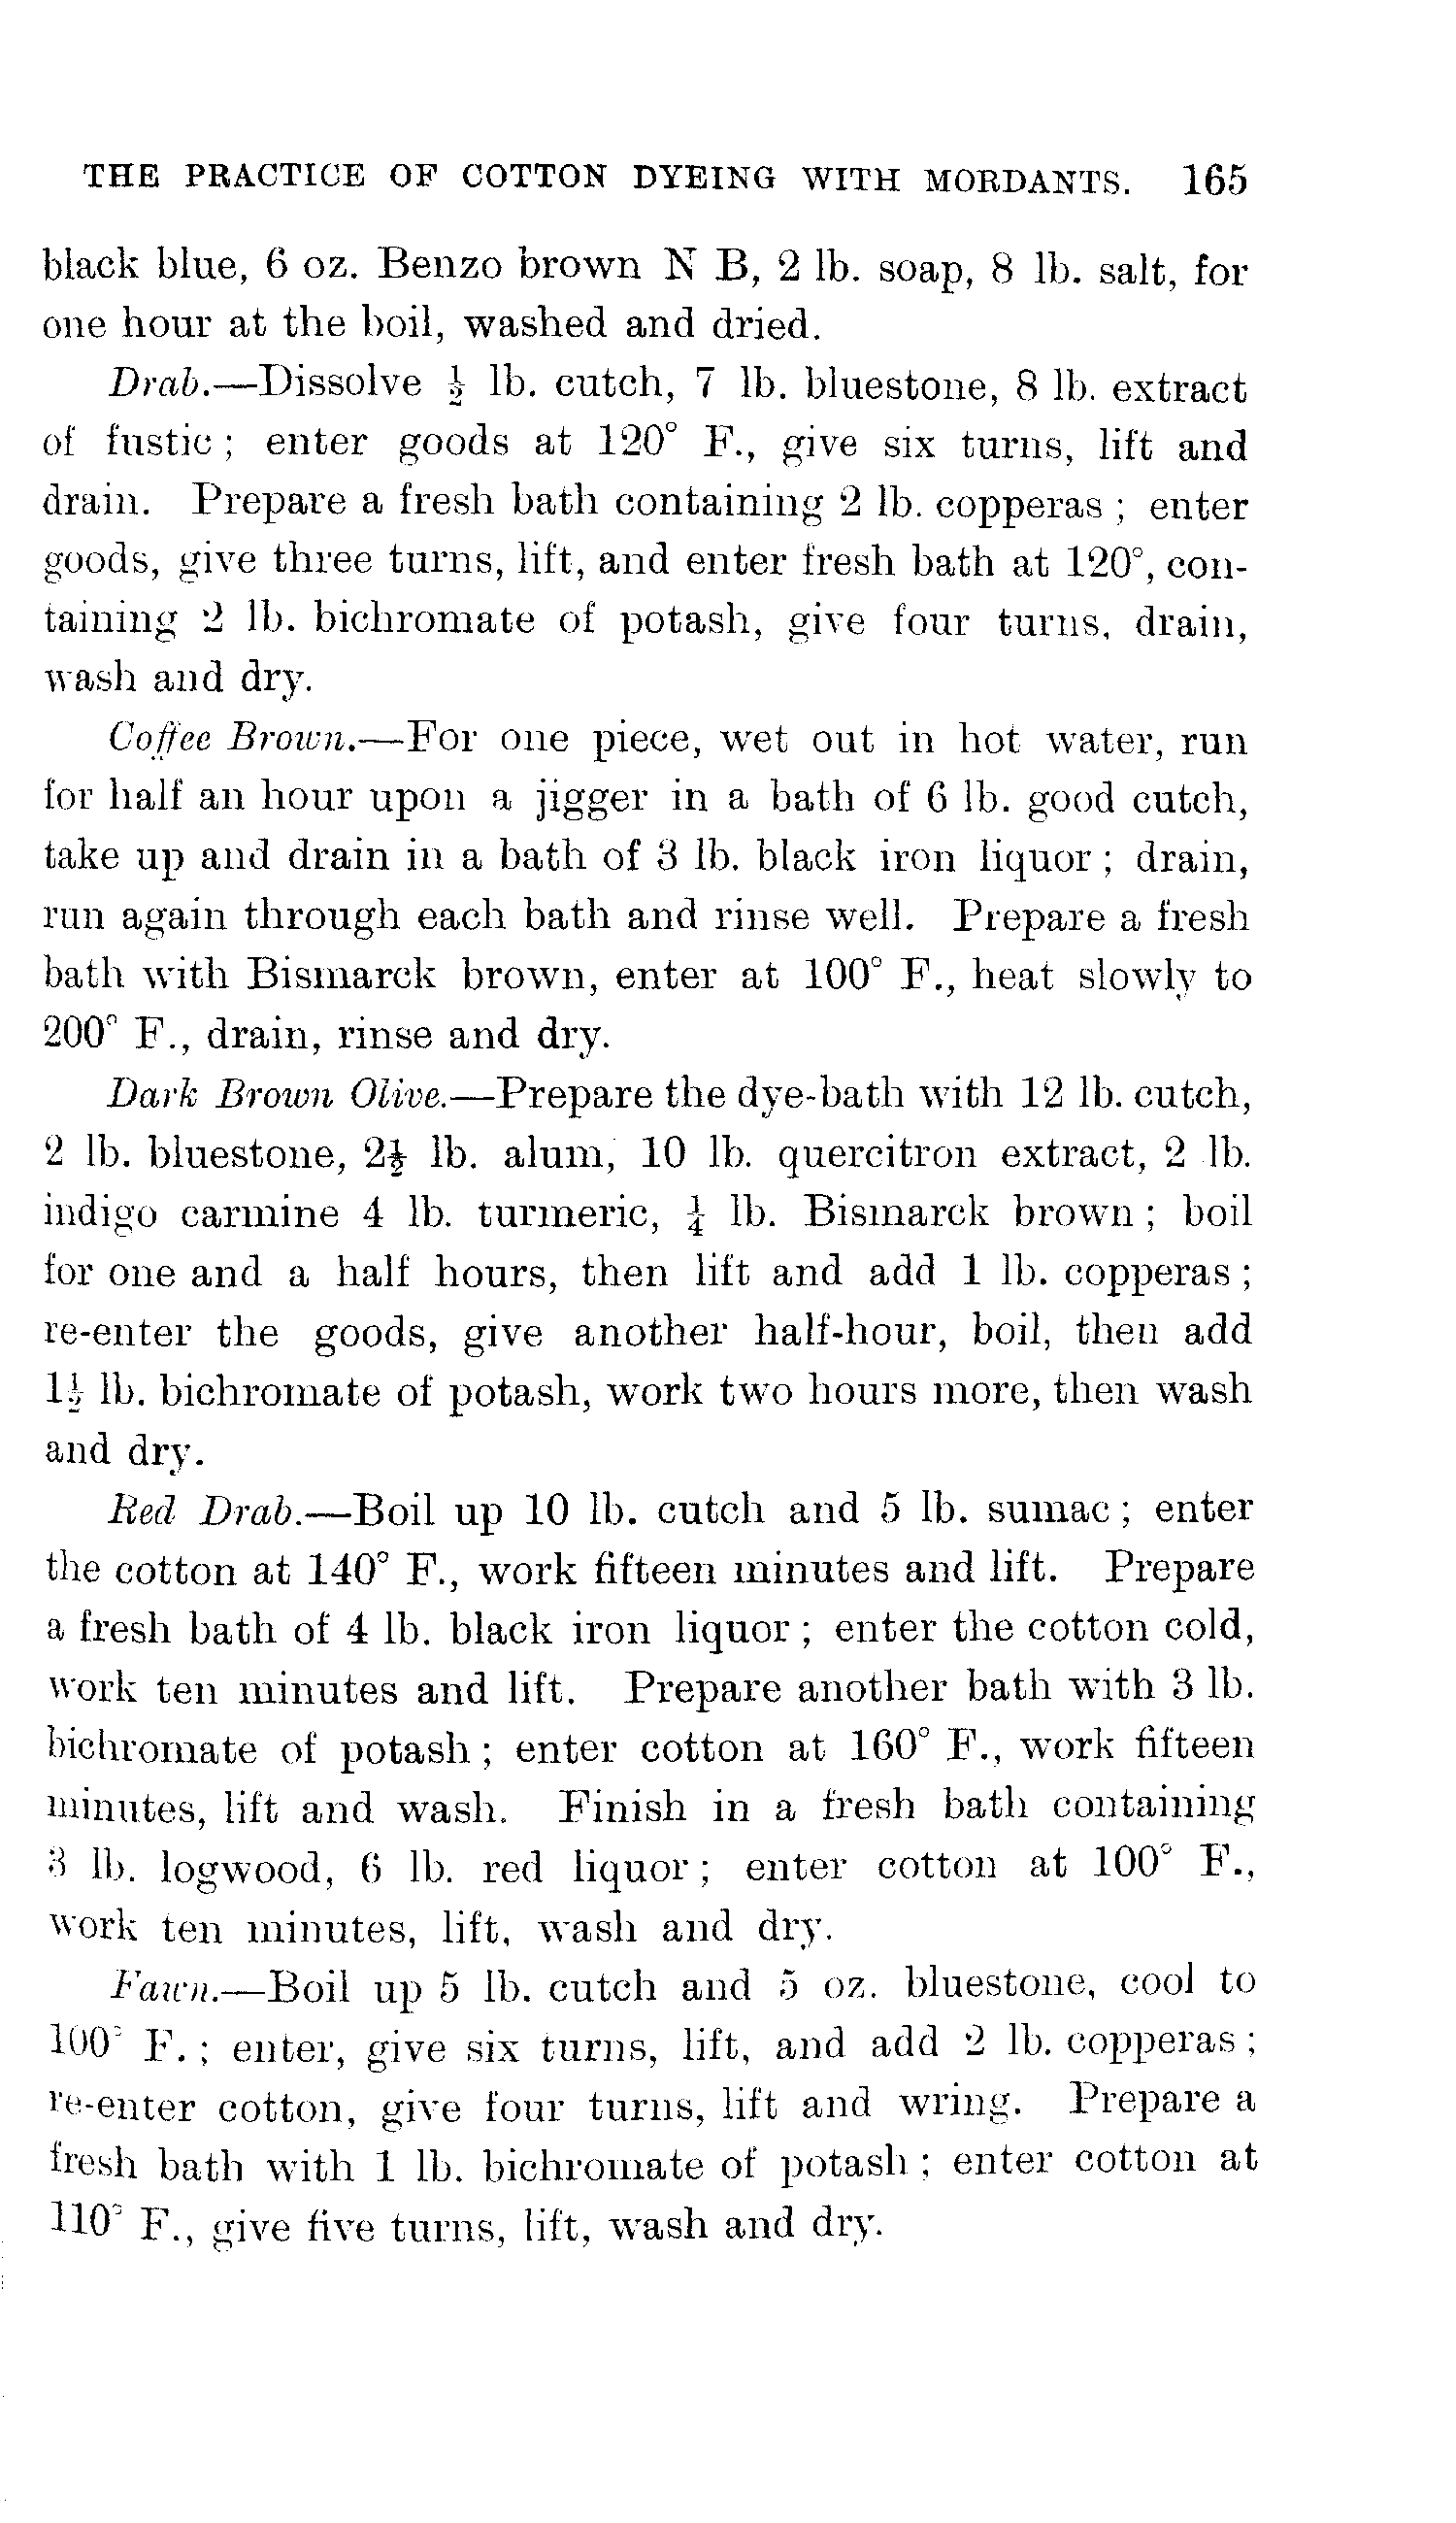 THE PRACTICE OF COTTON DYEING WITH MORDANTS. 165
black blue, 6 oz. Benzo brown N B, 2 lb. soap, 8 lb. salt, for
one hour at the boil, washed and dried.
Drab.—Dissolve ½ lb. cutch, 7 lb. bluestone, 8 lb. extract
of fustic; enter goods at 120° F., give six turns, lift and
drain. Prepare a fresh bath containing 2 lb. copperas; enter
goods, give three turns, lift, and enter fresh bath at 120°, con-
taining 2 lb. bichromate of potash, give four turns, drain,
wash and dry.
Coffee Brown.—For one piece, wet out in hot water, run
for half an hour upon a jigger in a bath of 6 lb. good cutch,
take up and drain in a bath of 3 lb. black iron liquor; drain,
run again through each bath and rinse well. Prepare a fresh
bath with Bismarck brown, enter at 100° F., heat slowly to
200° F., drain, rinse and dry.
Dark Brown Olive.—Prepare the dye-bath with 12 lb. cutch,
2 lb. bluestone, 2½ lb. alum, 10 lb. quercitron extract, 2 lb.
indigo carmine 4 lb. turmeric, ¼ lb. Bismarck brown; boil
for one and a half hours, then lift and add 1 lb. copperas;
re-enter the goods, give another half-hour, boil, then add
1½ lb. bichromate of potash, work two hours more, then wash
and dry.
Red Drab.—Boil up 10 lb. cutch and 5 lb. sumac; enter
the cotton at 140° F., work fifteen minutes and lift. Prepare
a fresh bath of 4 lb. black iron liquor; enter the cotton cold,
work ten minutes and lift. Prepare another bath with 3 lb.
bichromate of potash; enter cotton at 160° F., work fifteen
minutes, lift and wash. Finish in a fresh bath containing
3 lb. logwood, 6 lb. red liquor; enter cotton at 100° F.,
work ten minutes, lift, wash and dry.
Fawn.—Boil up 5 lb. cutch and 5 oz. bluestone, cool to
100° F.; enter, give six turns, lift, and add 2 lb. copperas;
re-enter cotton, give four turns, lift and wring. Prepare a
fresh bath with 1 lb. bichromate of potash; enter cotton at
110° F., give five turns, lift, wash and dry.